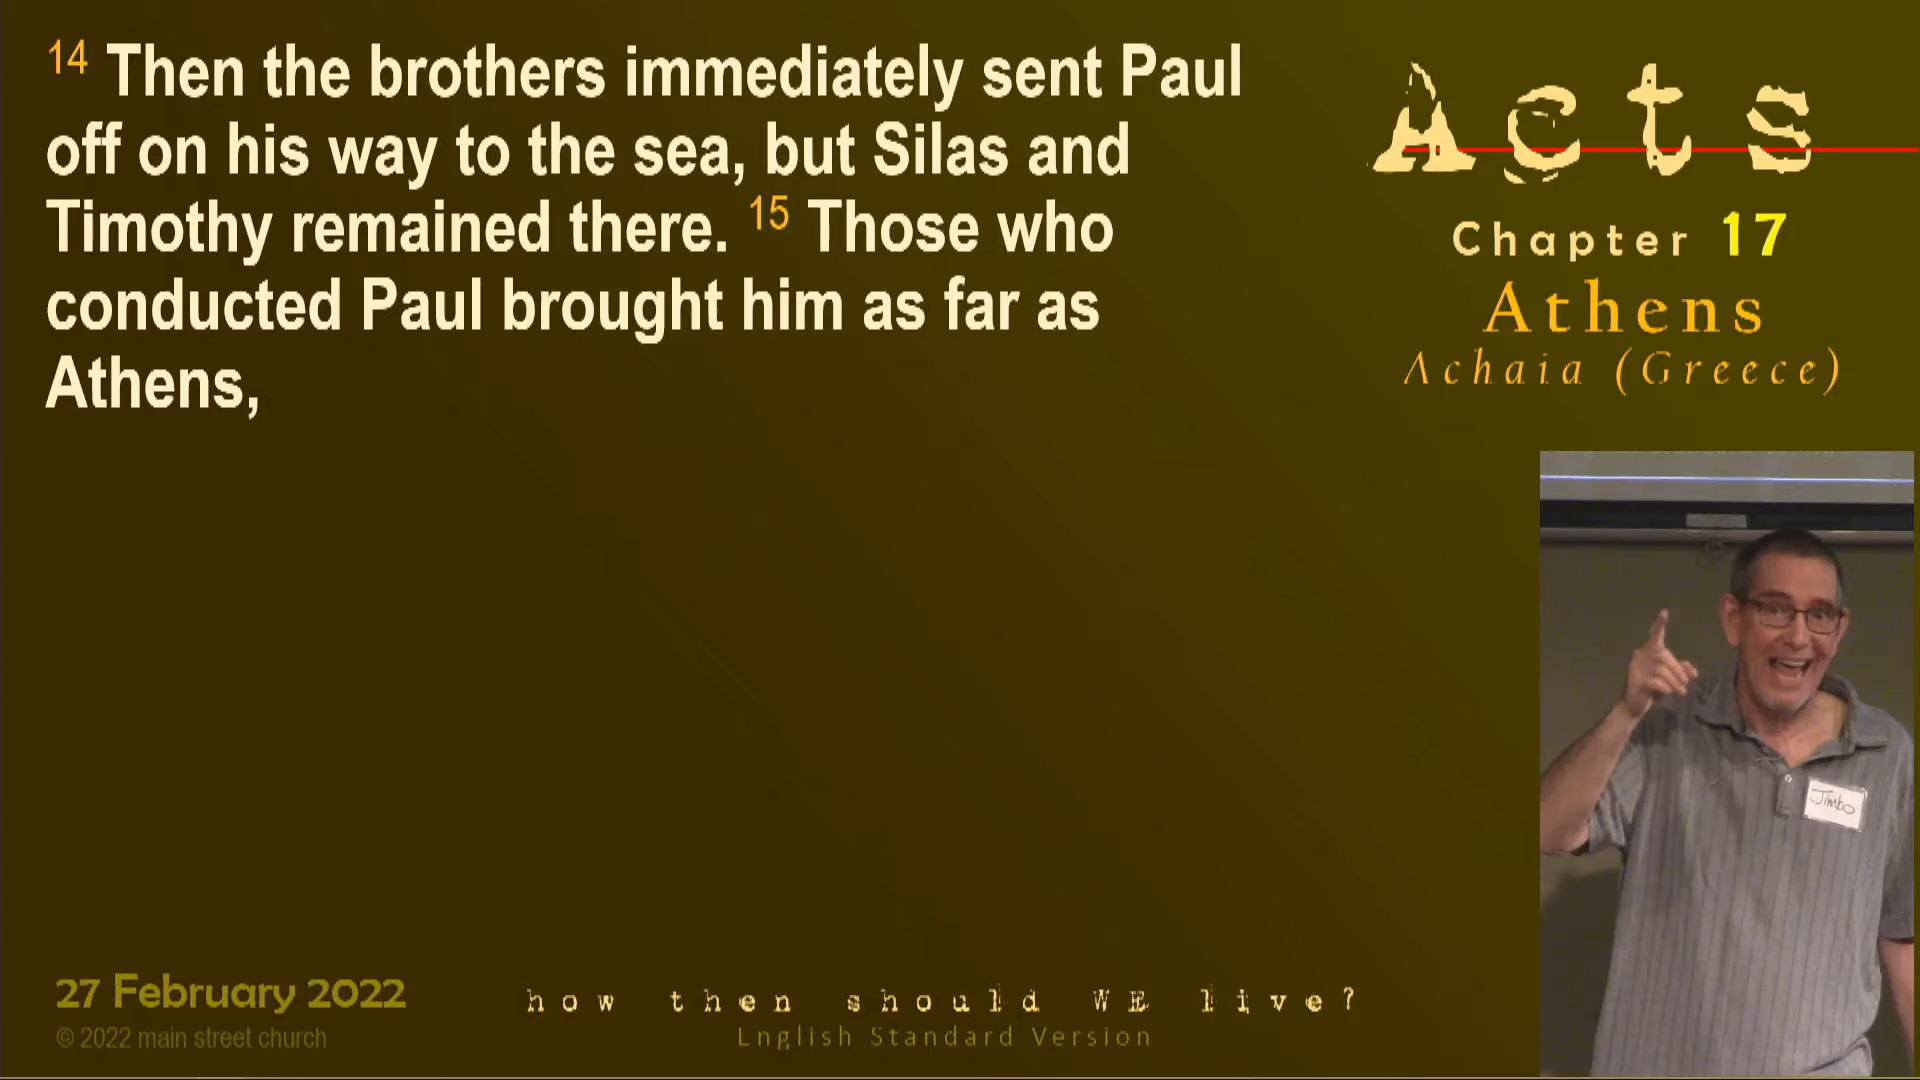 14 Then the brothers immediately sent Paul
off on his way to the sea, but Silas and
Timothy remained there. 15 Those who
conducted Paul brought him as far as
Athens,
Acts
Chapter 17
Athens
Achaia (Greece)
Jimbo
27 February 2022
© 2022 main street church
how then should WE live?
English Standard Version